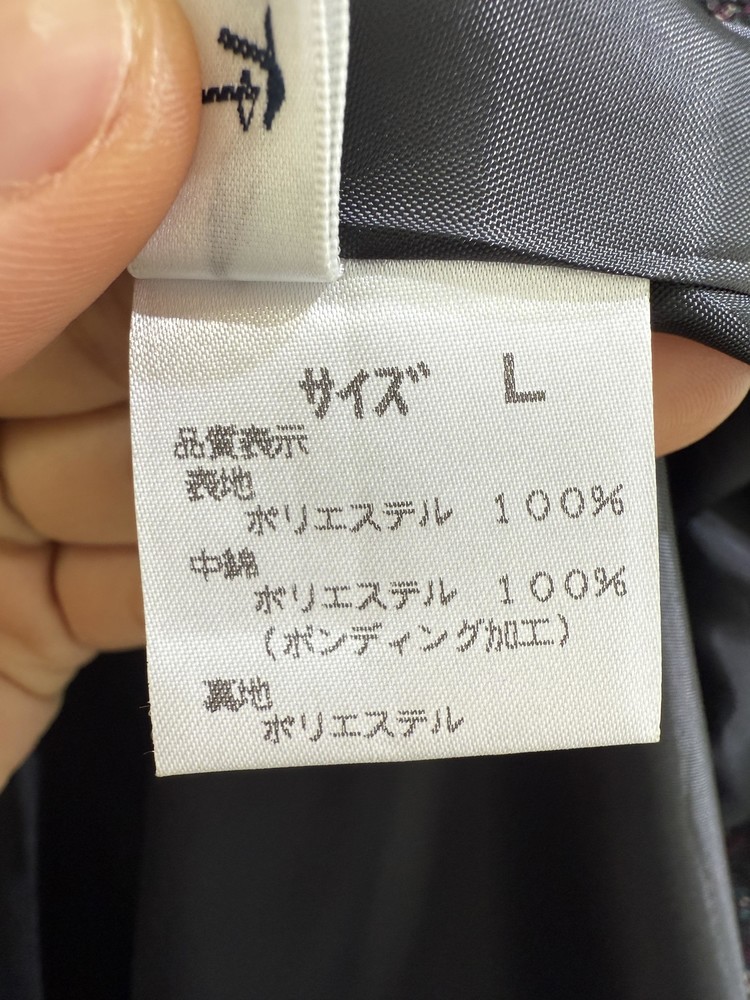 サイズ L
品質表示
表地
ポリエステル １００％
中綿
ポリエステル １００％
（ボンディング加工）
裏地
ポリエステル